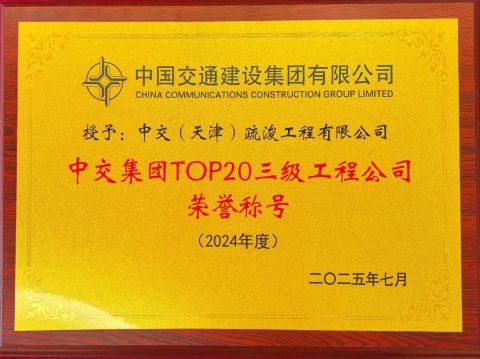 中国交通建设集团有限公司
CHINA COMMUNICATIONS CONSTRUCTION GROUP LIMITED
授予：中交（天津）疏浚工程有限公司
中交集团TOP20三级工程公司
荣誉称号
（2024年度）
二〇二五年七月